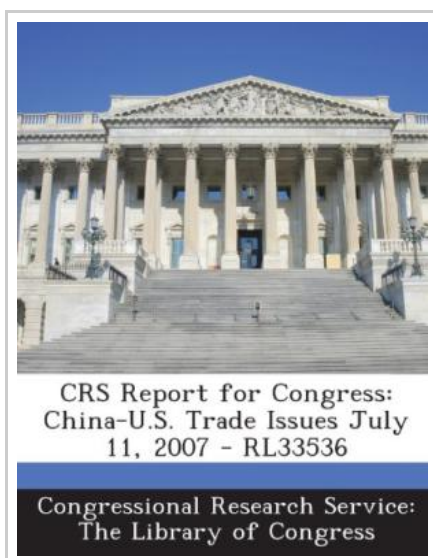 CRS Report for Congress:
China-U.S. Trade Issues July
11, 2007 - RL33536
Congressional Research Service:
The Library of Congress